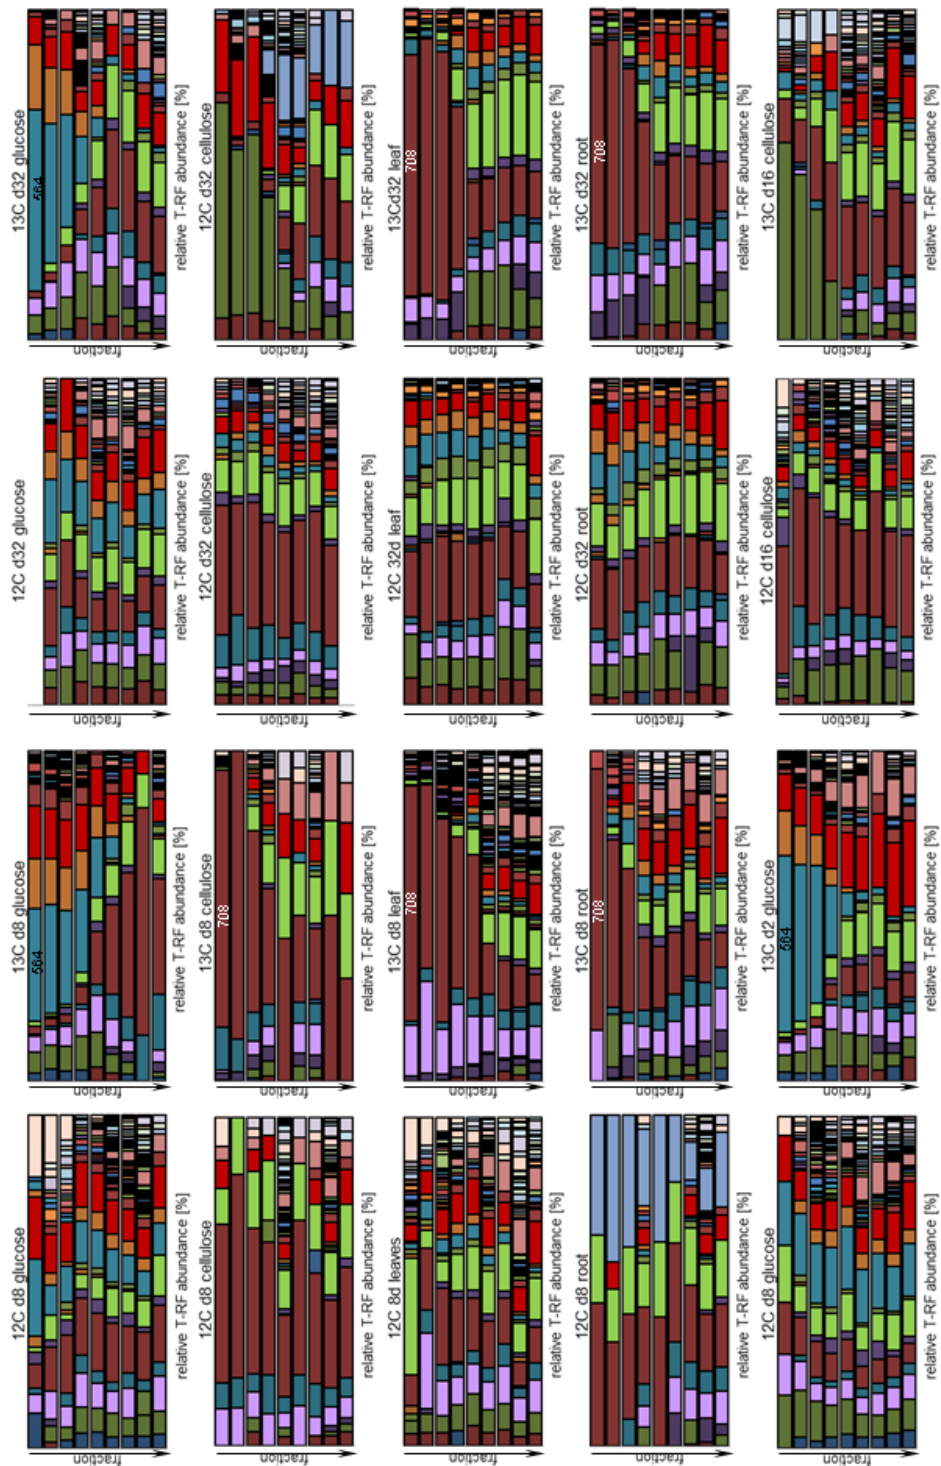 13C d32 glucose
564
fraction
relative T-RF abundance [%]
12C d32 cellulose
fraction
relative T-RF abundance [%]
13Cd32 leaf
708
fraction
relative T-RF abundance [%]
13C d32 root
708
fraction
relative T-RF abundance [%]
13C d16 cellulose
fraction
relative T-RF abundance [%]
12C d32 glucose
fraction
relative T-RF abundance [%]
12C d32 cellulose
fraction
relative T-RF abundance [%]
12C 32d leaf
fraction
relative T-RF abundance [%]
12C d32 root
fraction
relative T-RF abundance [%]
12C d16 cellulose
fraction
relative T-RF abundance [%]
13C d8 glucose
564
fraction
relative T-RF abundance [%]
13C d8 cellulose
708
fraction
relative T-RF abundance [%]
13C d8 leaf
708
fraction
relative T-RF abundance [%]
13C d8 root
708
fraction
relative T-RF abundance [%]
13C d2 glucose
564
fraction
relative T-RF abundance [%]
12C d8 glucose
fraction
relative T-RF abundance [%]
12C d8 cellulose
fraction
relative T-RF abundance [%]
12C 8d leaves
fraction
relative T-RF abundance [%]
12C d8 root
fraction
relative T-RF abundance [%]
12C d8 glucose
fraction
relative T-RF abundance [%]